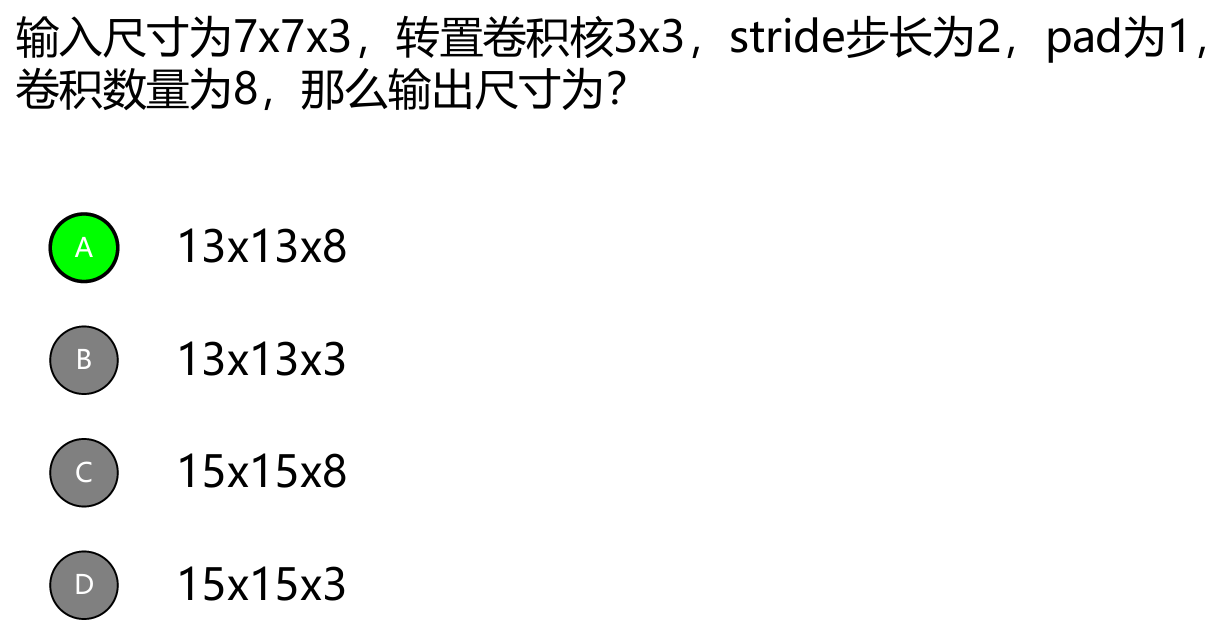 输入尺寸为7x7x3，转置卷积核3x3，stride步长为2，pad为1，
卷积数量为8，那么输出尺寸为？
A 13x13x8
B 13x13x3
C 15x15x8
D 15x15x3